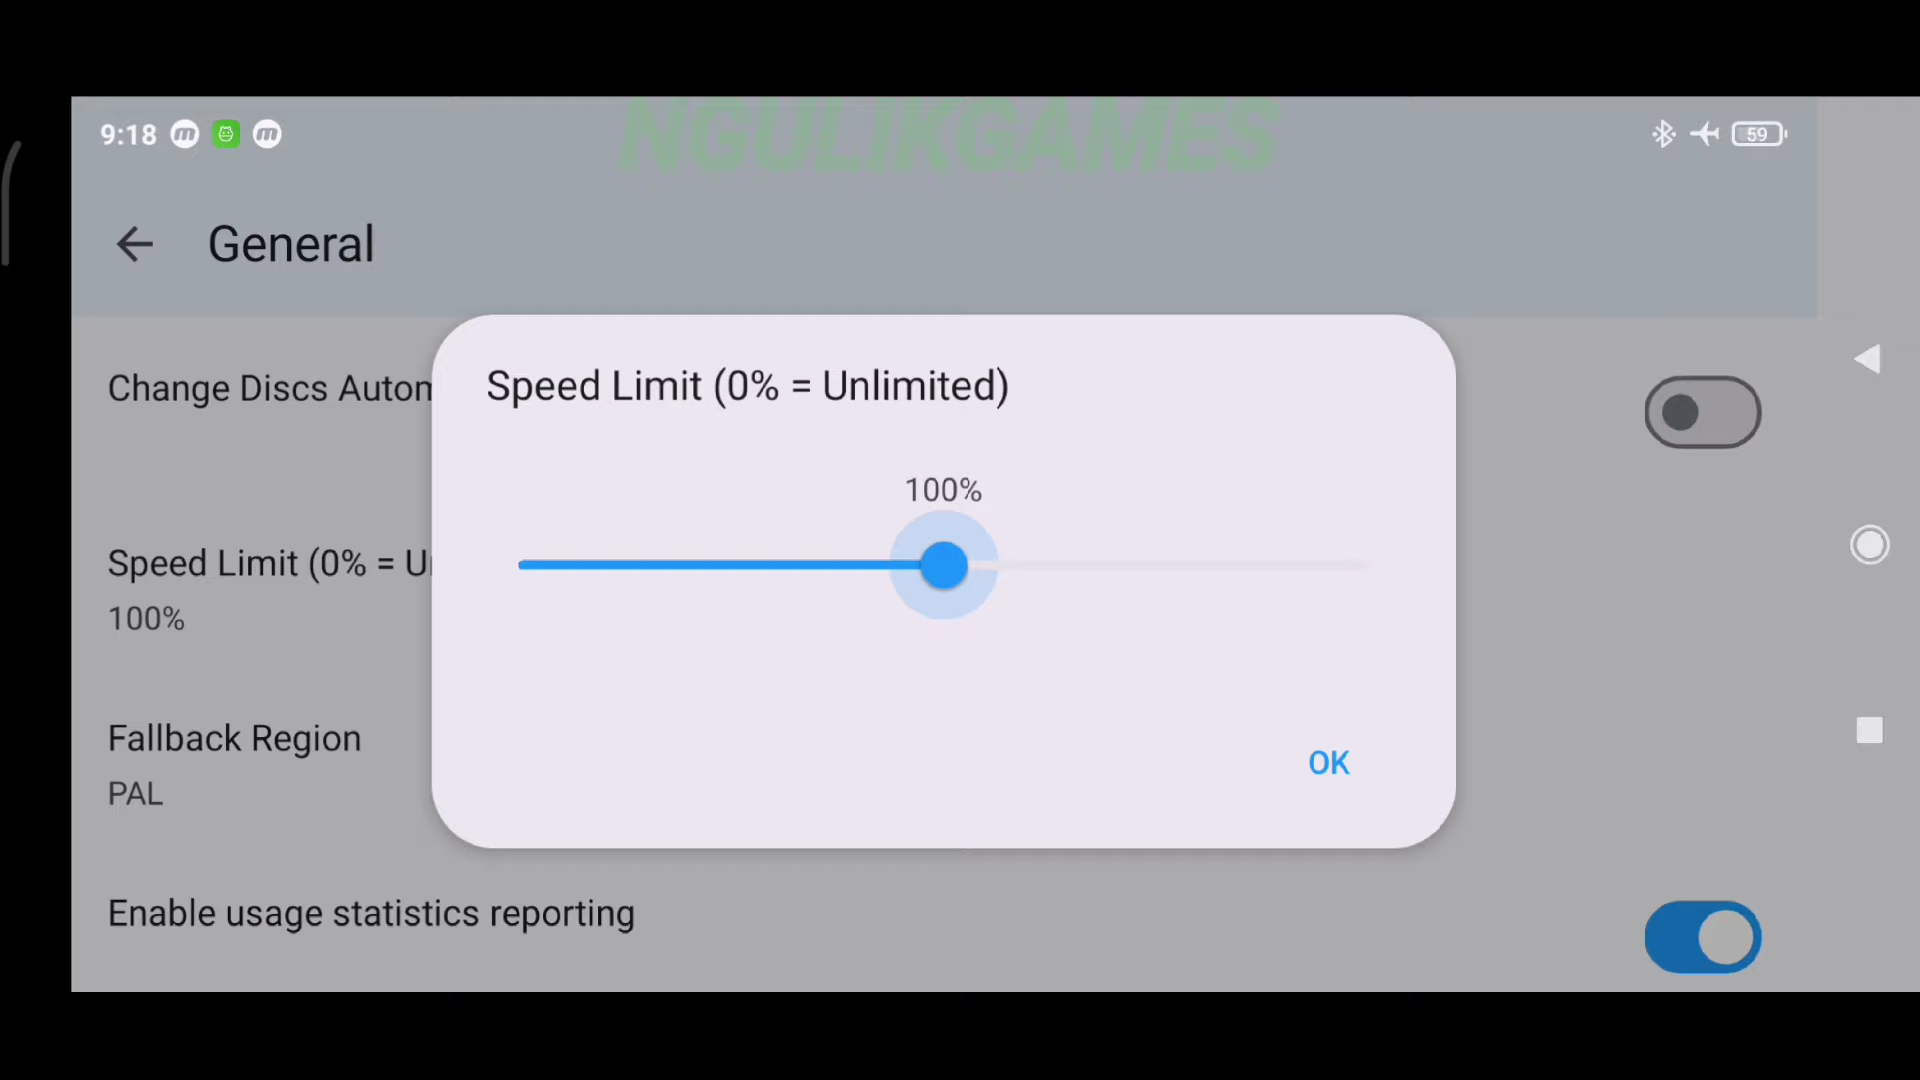 NGULIKGAMES
9:18
59
General
Change Discs Autom
Speed Limit (0% = Unlimited)
100%
Speed Limit (0% = U
100%
Fallback Region
PAL
OK
Enable usage statistics reporting